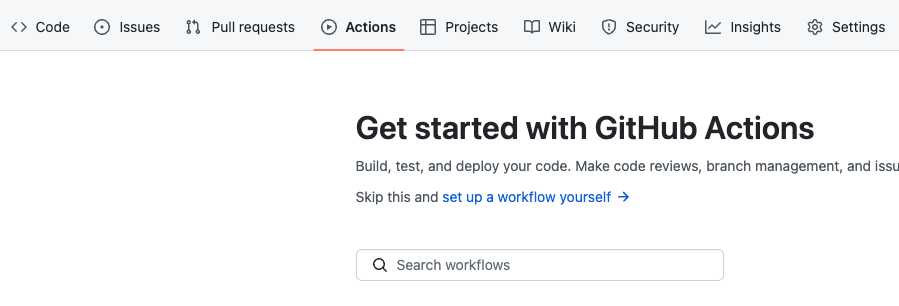 Code Issues Pull requests Actions Projects Wiki Security Insights Settings
Get started with GitHub Actions
Build, test, and deploy your code. Make code reviews, branch management, and issu
Skip this and set up a workflow yourself →
Search workflows